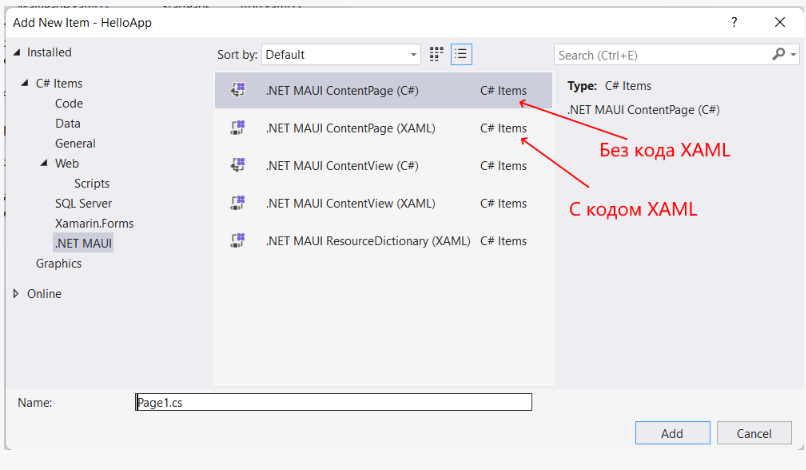 Add New Item - HelloApp
?
Installed
Sort by: Default
Search (Ctrl+E)
C# Items
Code
Data
General
Web
Scripts
SQL Server
Xamarin.Forms
.NET MAUI
Graphics
Online
.NET MAUI ContentPage (C#) C# Items
.NET MAUI ContentPage (XAML) C# Items
.NET MAUI ContentView (C#) C# Items
.NET MAUI ContentView (XAML) C# Items
.NET MAUI ResourceDictionary (XAML) C# Items
Type: C# Items
.NET MAUI ContentPage (C#)
Без кода XAML
С кодом XAML
Name: Page1.cs
Add Cancel